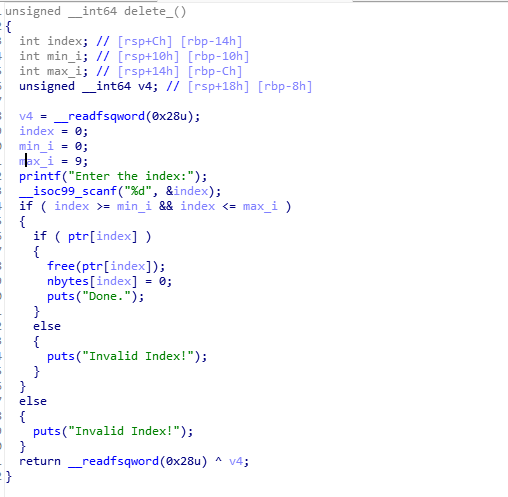 unsigned __int64 delete_()
{
  int index; // [rsp+Ch] [rbp-14h]
  int min_i; // [rsp+10h] [rbp-10h]
  int max_i; // [rsp+14h] [rbp-Ch]
  unsigned __int64 v4; // [rsp+18h] [rbp-8h]

  v4 = __readfsqword(0x28u);
  index = 0;
  min_i = 0;
  max_i = 9;
  printf("Enter the index:");
  __isoc99_scanf("%d", &index);
  if ( index >= min_i && index <= max_i )
  {
    if ( ptr[index] )
    {
      free(ptr[index]);
      nbytes[index] = 0;
      puts("Done.");
    }
    else
    {
      puts("Invalid Index!");
    }
  }
  else
  {
    puts("Invalid Index!");
  }
  return __readfsqword(0x28u) ^ v4;
}